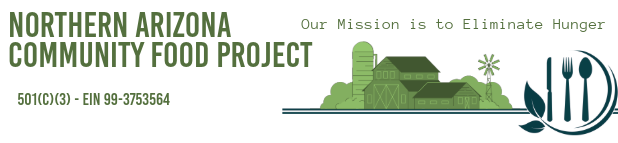 NORTHERN ARIZONA
COMMUNITY FOOD PROJECT
Our Mission is to Eliminate Hunger
501(C)(3) - EIN 99-3753564